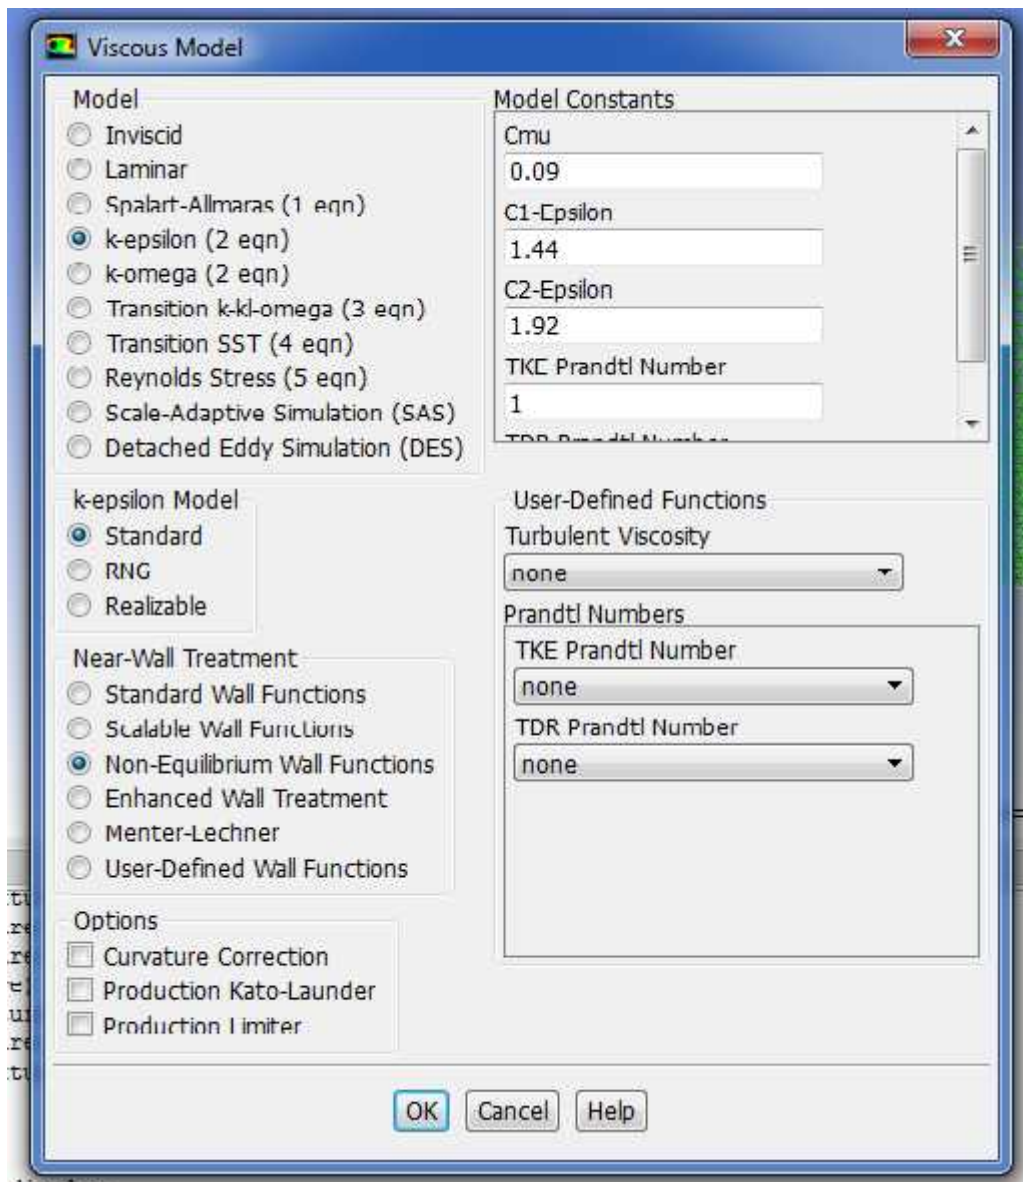 Viscous Model
Model
Inviscid
Laminar
Spalart-Allmaras (1 eqn)
k-epsilon (2 eqn)
k-omega (2 eqn)
Transition k-kl-omega (3 eqn)
Transition SST (4 eqn)
Reynolds Stress (5 eqn)
Scale-Adaptive Simulation (SAS)
Detached Eddy Simulation (DES)
Model Constants
Cmu
0.09
C1-Epsilon
1.44
C2-Epsilon
1.92
TKE Prandtl Number
1
TDR Prandtl Number
k-epsilon Model
Standard
RNG
Realizable
Near-Wall Treatment
Standard Wall Functions
Scalable Wall Functions
Non-Equilibrium Wall Functions
Enhanced Wall Treatment
Menter-Lechner
User-Defined Wall Functions
Options
Curvature Correction
Production Kato-Launder
Production Limiter
User-Defined Functions
Turbulent Viscosity
none
Prandtl Numbers
TKE Prandtl Number
none
TDR Prandtl Number
none
OK
Cancel
Help